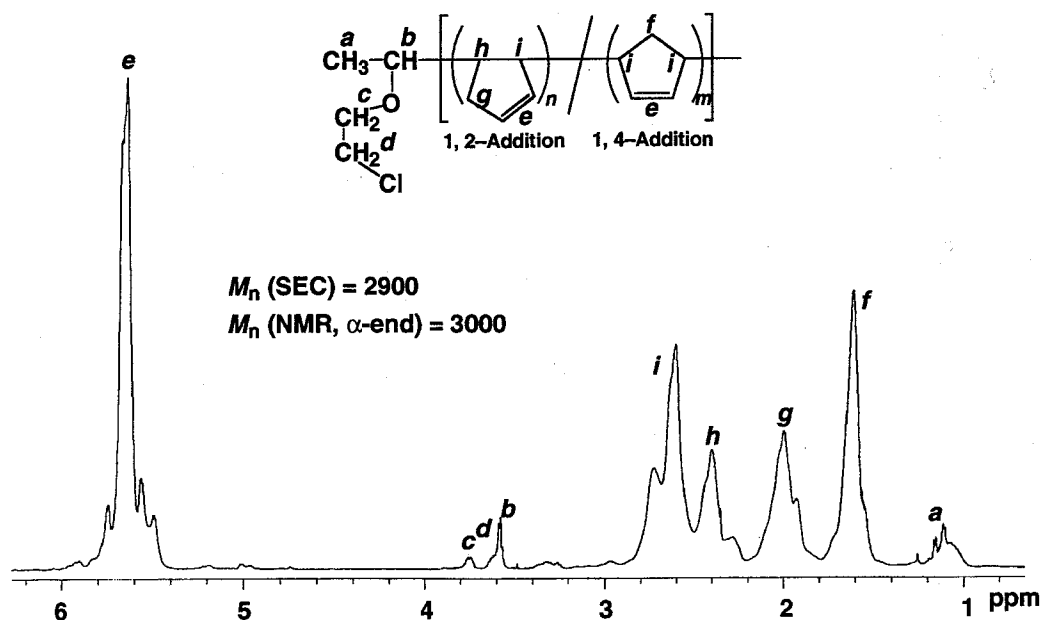 f
a b h i
CH3–CH i i
e g n m
c O e e
CH2
d 1, 2–Addition 1, 4–Addition
CH2
Cl
Mn (SEC) = 2900
Mn (NMR, α-end) = 3000
f
i
h g
b
c d a
6 5 4 3 2 1 ppm